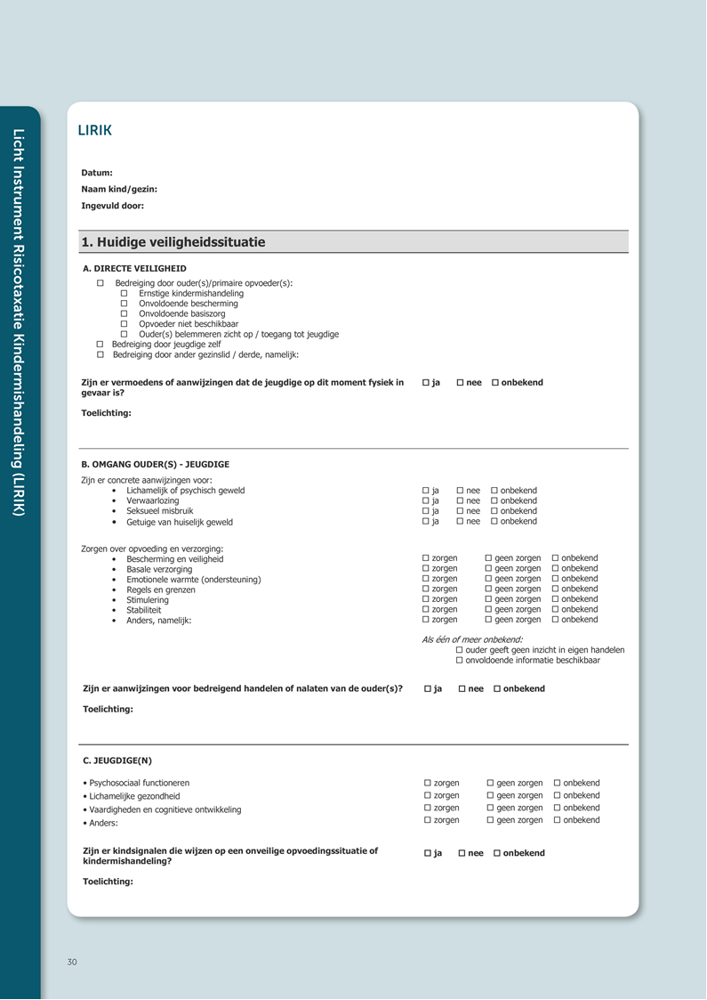 Licht Instrument Risicotaxatie Kindermishandeling (LIRIK)
LIRIK
Datum:
Naam kind/gezin:
Ingevuld door:
1. Huidige veiligheidssituatie
A. DIRECTE VEILIGHEID
☐ Bedreiging door ouder(s)/primaire opvoeder(s):
☐ Ernstige kindermishandeling
☐ Onvoldoende bescherming
☐ Onvoldoende basiszorg
☐ Opvoeder niet beschikbaar
☐ Ouder(s) belemmeren zicht op / toegang tot jeugdige
☐ Bedreiging door jeugdige zelf
☐ Bedreiging door ander gezinslid / derde, namelijk:
Zijn er vermoedens of aanwijzingen dat de jeugdige op dit moment fysiek in ☐ ja ☐ nee ☐ onbekend
gevaar is?
Toelichting:
B. OMGANG OUDER(S) - JEUGDIGE
Zijn er concrete aanwijzingen voor:
• Lichamelijk of psychisch geweld ☐ ja ☐ nee ☐ onbekend
• Verwaarlozing ☐ ja ☐ nee ☐ onbekend
• Seksueel misbruik ☐ ja ☐ nee ☐ onbekend
• Getuige van huiselijk geweld ☐ ja ☐ nee ☐ onbekend
Zorgen over opvoeding en verzorging:
• Bescherming en veiligheid ☐ zorgen ☐ geen zorgen ☐ onbekend
• Basale verzorging ☐ zorgen ☐ geen zorgen ☐ onbekend
• Emotionele warmte (ondersteuning) ☐ zorgen ☐ geen zorgen ☐ onbekend
• Regels en grenzen ☐ zorgen ☐ geen zorgen ☐ onbekend
• Stimulering ☐ zorgen ☐ geen zorgen ☐ onbekend
• Stabiliteit ☐ zorgen ☐ geen zorgen ☐ onbekend
• Anders, namelijk: ☐ zorgen ☐ geen zorgen ☐ onbekend
Als één of meer onbekend:
☐ ouder geeft geen inzicht in eigen handelen
☐ onvoldoende informatie beschikbaar
Zijn er aanwijzingen voor bedreigend handelen of nalaten van de ouder(s)? ☐ ja ☐ nee ☐ onbekend
Toelichting:
C. JEUGDIGE(N)
• Psychosociaal functioneren ☐ zorgen ☐ geen zorgen ☐ onbekend
• Lichamelijke gezondheid ☐ zorgen ☐ geen zorgen ☐ onbekend
• Vaardigheden en cognitieve ontwikkeling ☐ zorgen ☐ geen zorgen ☐ onbekend
• Anders: ☐ zorgen ☐ geen zorgen ☐ onbekend
Zijn er kindsignalen die wijzen op een onveilige opvoedingssituatie of ☐ ja ☐ nee ☐ onbekend
kindermishandeling?
Toelichting:
30